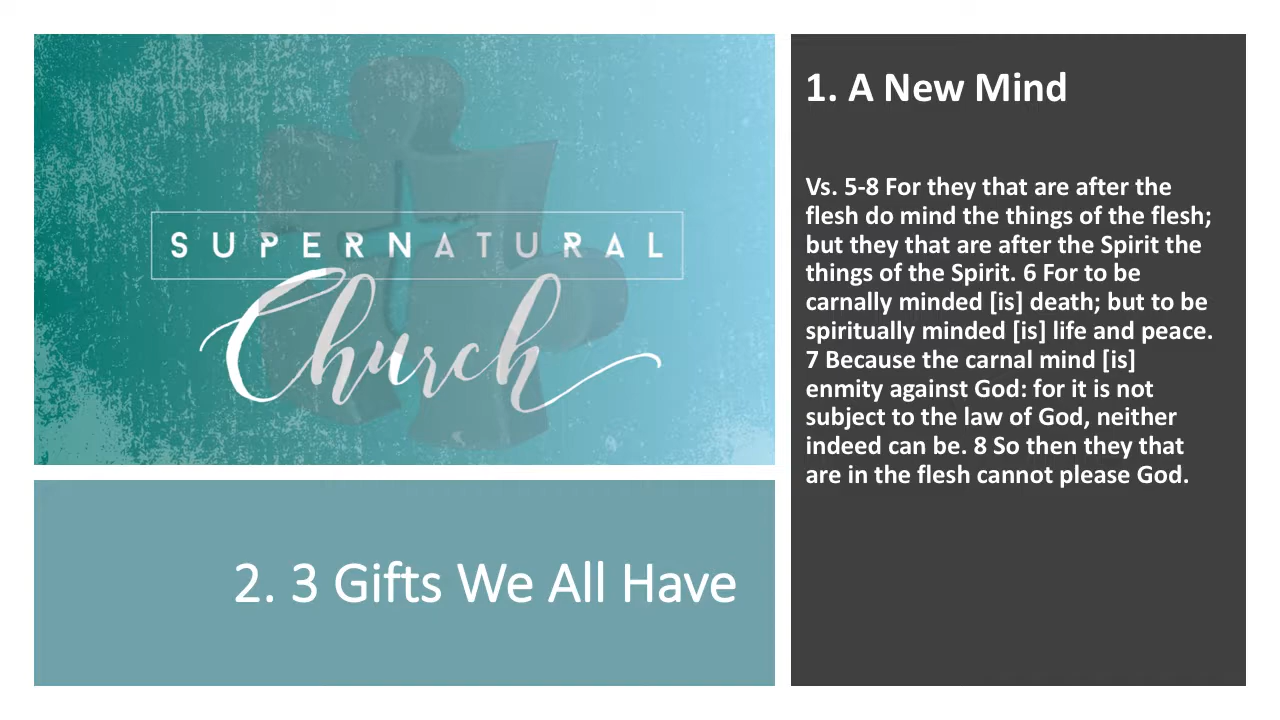 SUPERNATURAL
Church
2. 3 Gifts We All Have
1. A New Mind
Vs. 5-8 For they that are after the
flesh do mind the things of the flesh;
but they that are after the Spirit the
things of the Spirit. 6 For to be
carnally minded [is] death; but to be
spiritually minded [is] life and peace.
7 Because the carnal mind [is]
enmity against God: for it is not
subject to the law of God, neither
indeed can be. 8 So then they that
are in the flesh cannot please God.